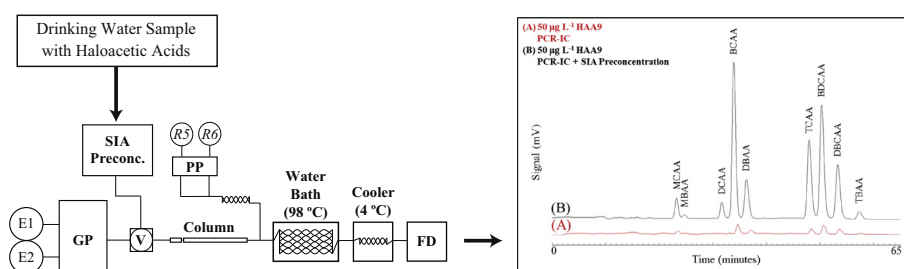 Drinking Water Sample
with Haloacetic Acids
SIA
Preconc.
R5
R6
PP
E1
E2
GP
V
Column
Water
Bath
(98 ºC)
Cooler
(4 ºC)
FD
(A) 50 µg L⁻¹ HAA9
PCR-IC
(B) 50 µg L⁻¹ HAA9
PCR-IC + SIA Preconcentration
Signal (mV)
MCAA
MBAA
DCAA
BCAA
DBAA
TCAA
BDCAA
DBCAA
TBAA
(B)
(A)
0
Time (minutes)
65